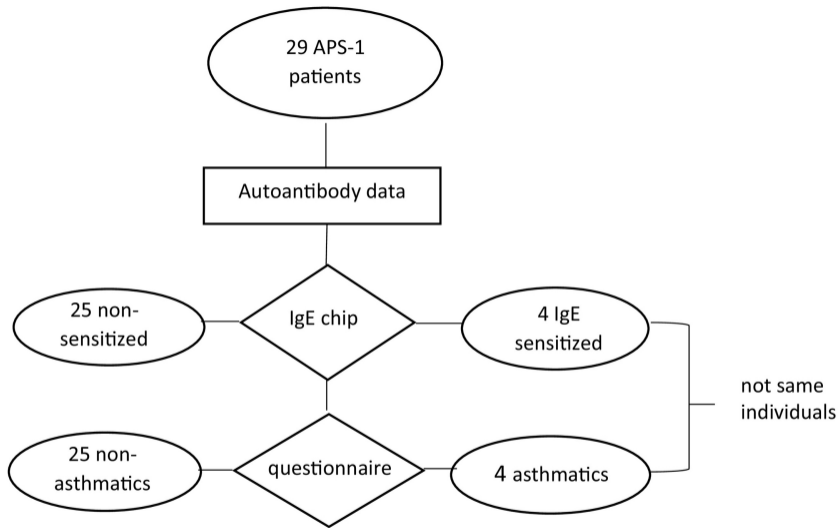 29 APS-1
patients
Autoantibody data
25 non-
sensitized
IgE chip
4 IgE
sensitized
not same
individuals
25 non-
asthmatics
questionnaire
4 asthmatics